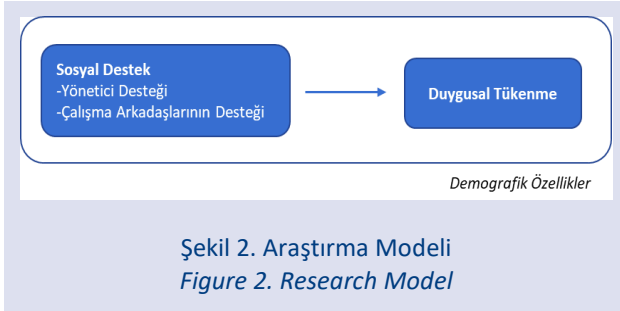 Sosyal Destek
-Yönetici Desteği
-Çalışma Arkadaşlarının Desteği
Duygusal Tükenme
Demografik Özellikler
Şekil 2. Araştırma Modeli
Figure 2. Research Model